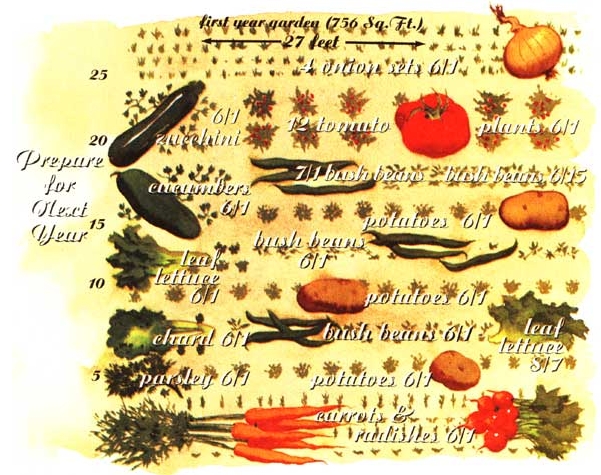 first year garden (756 Sq.Ft.)
27 feet
4 onion sets 6/1
25
6/1
zucchini
12 tomato
plants 6/1
20
Prepare
for
Next
Year
7/1 bush beans
bush beans 6/15
cucumbers
6/1
potatoes 6/1
15
bush beans
6/1
leaf
lettuce
6/1
10
potatoes 6/1
chard 6/1
bush beans 6/1
leaf
lettuce
8/7
5
parsley 6/1
potatoes 6/1
carrots &
radishes 6/1